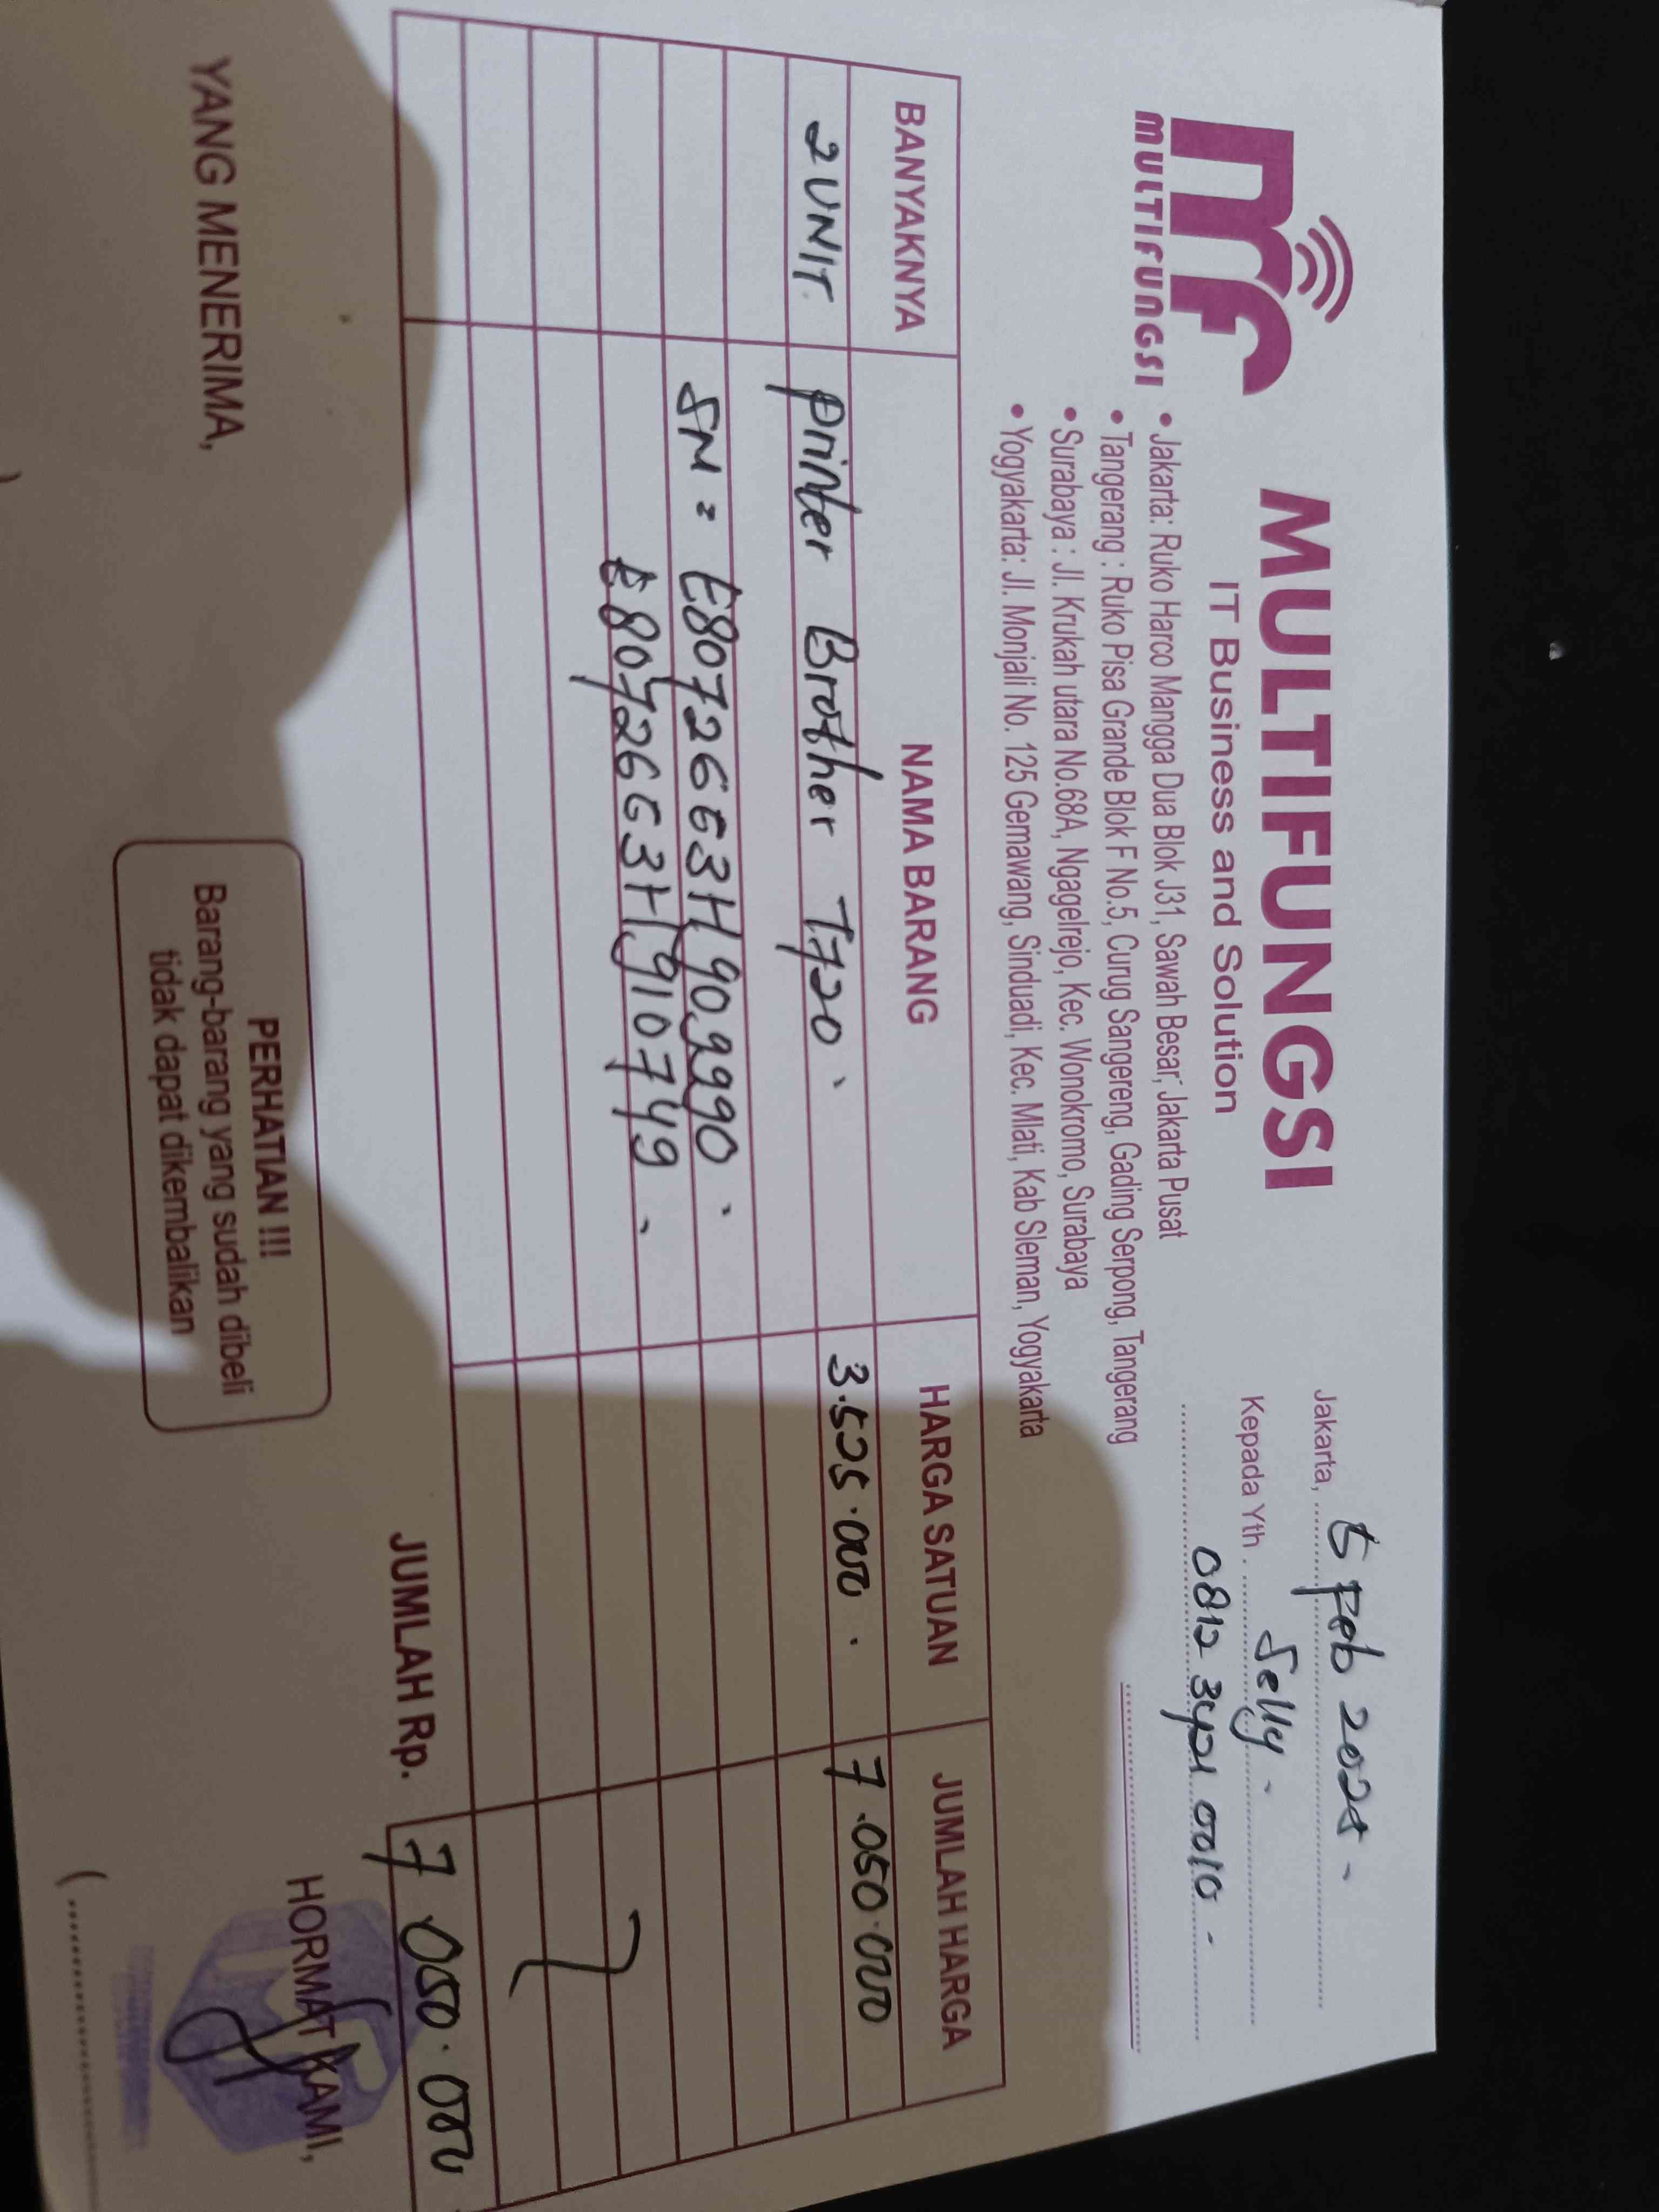 mf
MULTIFUNGSI
MULTIFUNGSI
IT Business and Solution
• Jakarta: Ruko Harco Mangga Dua Blok J31, Sawah Besar, Jakarta Pusat
• Tangerang : Ruko Pisa Grande Blok F No.5, Curug Sangereng, Gading Serpong, Tangerang
• Surabaya : Jl. Krukah utara No.68A, Ngagelrejo, Kec. Wonokromo, Surabaya
• Yogyakarta: Jl. Monjali No. 125 Gemawang, Sinduadi, Kec. Mlati, Kab Sleman, Yogyakarta
Jakarta, 5 Feb 2025 -
Kepada Yth. Selly -
0812 3421 0010 -
BANYAKNYA NAMA BARANG HARGA SATUAN JUMLAH HARGA
2 UNIT Printer Brother T720 3.525.000 7.050.000
SN = E80726G63H909990
E80726G63H910749
JUMLAH Rp. 7.050.000
YANG MENERIMA,
PERHATIAN !!!
Barang-barang yang sudah dibeli
tidak dapat dikembalikan
HORMAT KAMI,